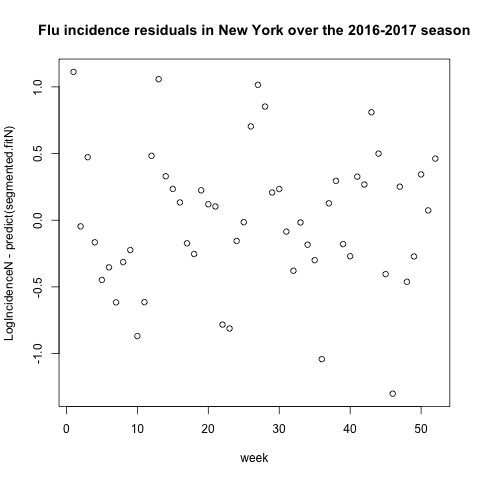 Flu incidence residuals in New York over the 2016-2017 season
LogIncidenceN - predict(segmented.fitN)
1.0
0.5
0.0
-0.5
-1.0
0 10 20 30 40 50
week